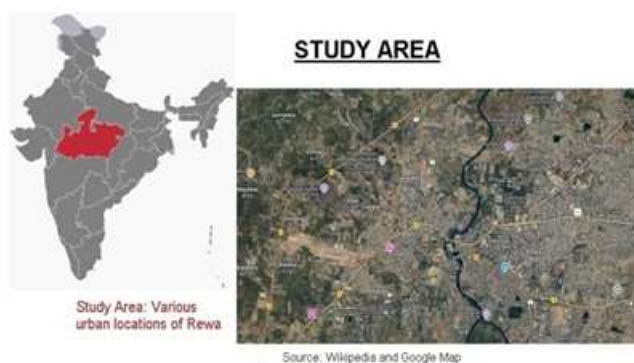 STUDY AREA
Study Area: Various
urban locations of Rewa
Source: Wikipedia and Google Map